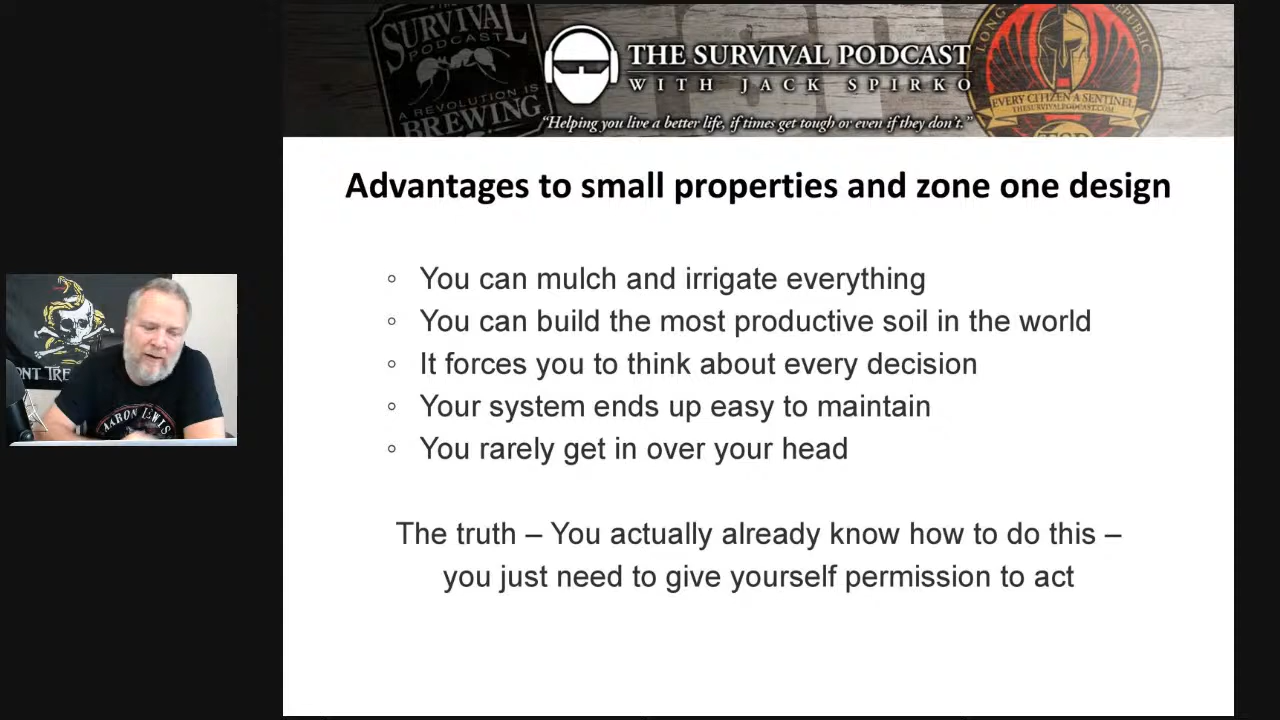 SURVIVAL
PODCAST
REVOLUTION IS
BREWING
THE SURVIVAL PODCAST
WITH JACK SPIRKO
"Helping you live a better life, if times get tough or even if they don't."
LONG
REPUBLIC
EVERY CITIZEN A SENTINEL
THESURVIVALPODCAST.COM
TSP
Advantages to small properties and zone one design
◦ You can mulch and irrigate everything
◦ You can build the most productive soil in the world
◦ It forces you to think about every decision
◦ Your system ends up easy to maintain
◦ You rarely get in over your head
The truth – You actually already know how to do this –
you just need to give yourself permission to act
ONT TRE
AARON LEWIS